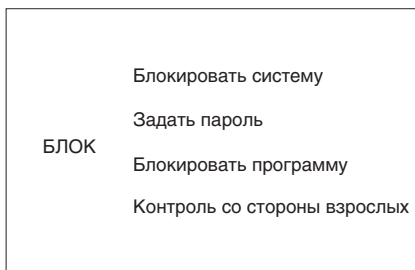 БЛОК
Блокировать систему
Задать пароль
Блокировать программу
Контроль со стороны взрослых